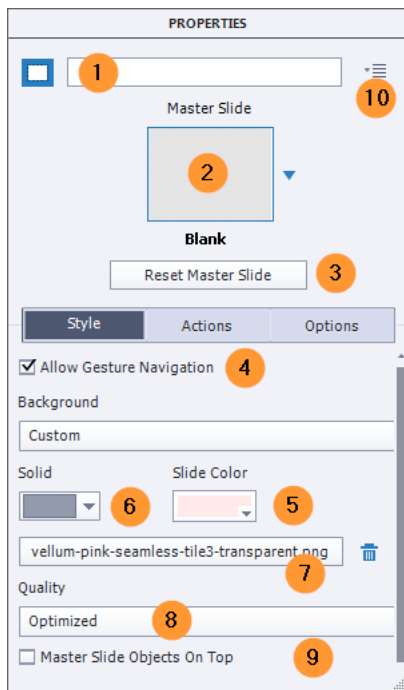 PROPERTIES
1
10
Master Slide
2
Blank
Reset Master Slide 3
Style Actions Options
Allow Gesture Navigation 4
Background
Custom
Solid Slide Color
6 5
vellum-pink-seamless-tile3-transparent.png
7
Quality
Optimized 8
Master Slide Objects On Top 9